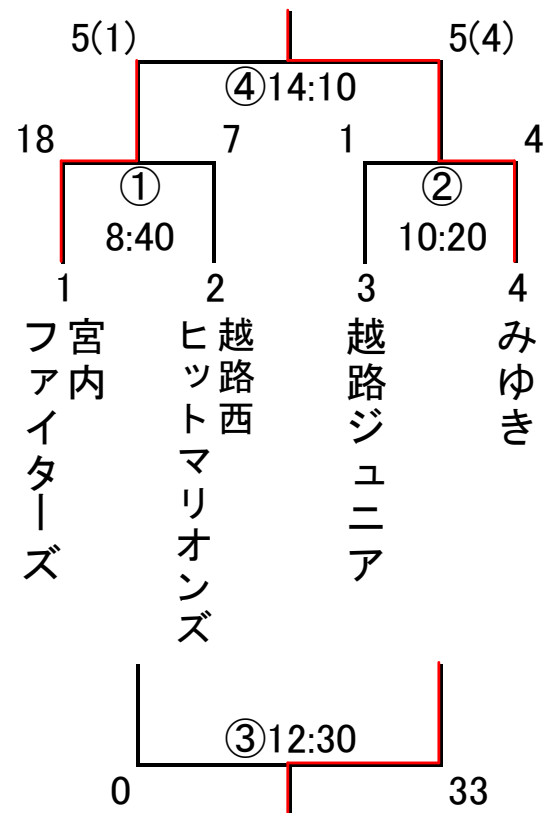 5(1) 5(4)
④14:10
18 7 1 4
① ②
8:40 10:20
1 2 3 4
宮内
ファイターズ
越路西
ヒットマリオンズ
越路ジュニア
みゆき
③12:30
0 33